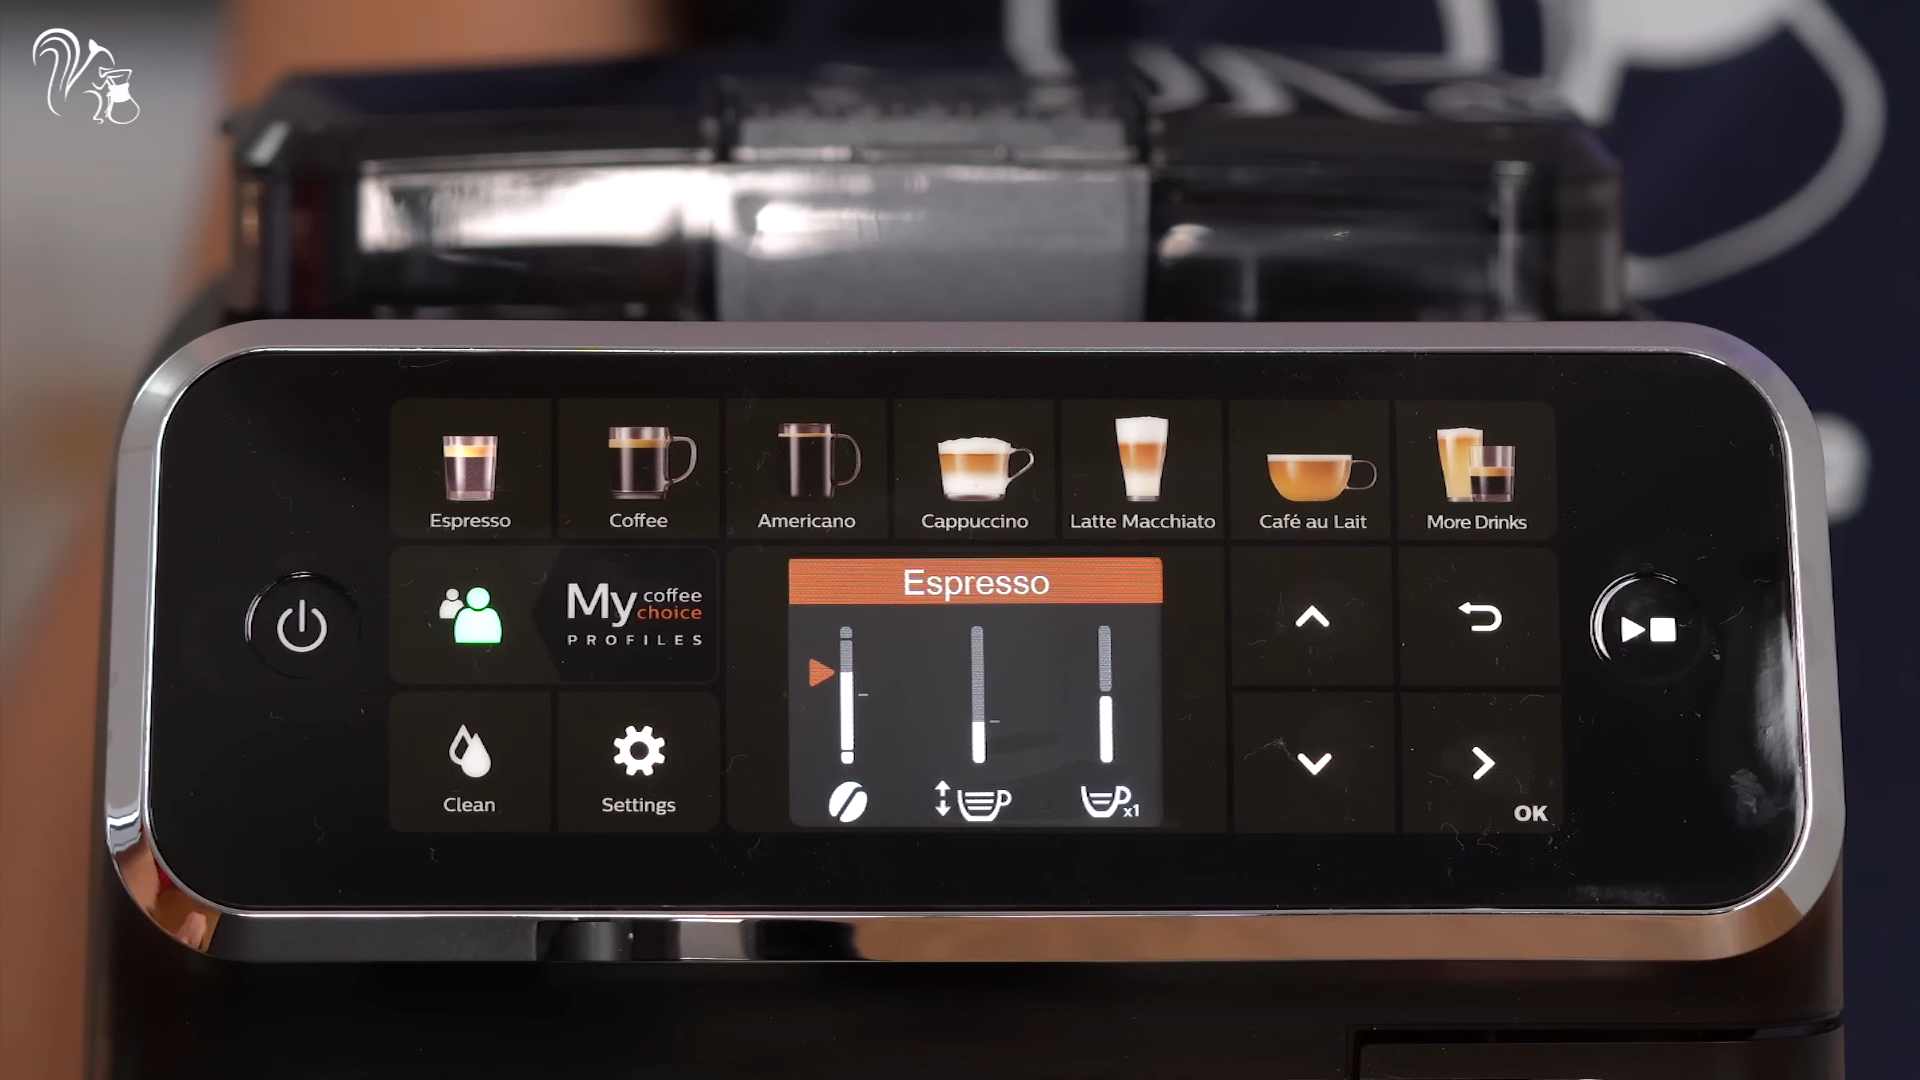 Espresso
Coffee
Americano
Cappuccino
Latte Macchiato
Café au Lait
More Drinks
My coffee choice
PROFILES
Espresso
x1
Clean
Settings
OK